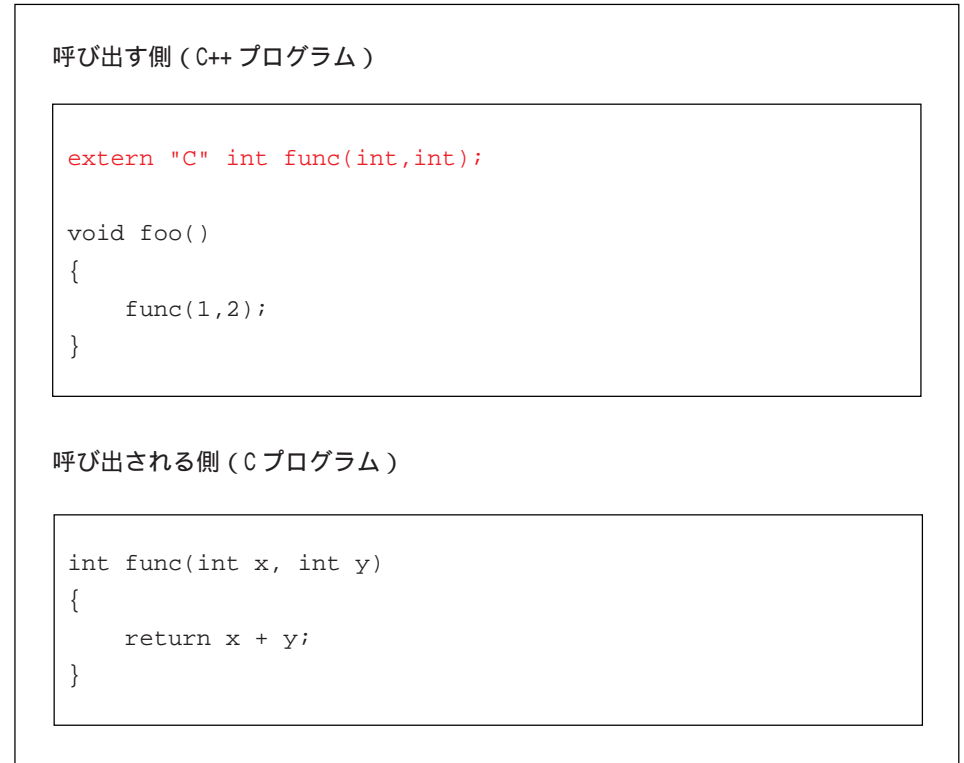 呼び出す側(C++ プログラム)
extern "C" int func(int,int);
void foo()
{
    func(1,2);
}
呼び出される側(C プログラム)
int func(int x, int y)
{
    return x + y;
}